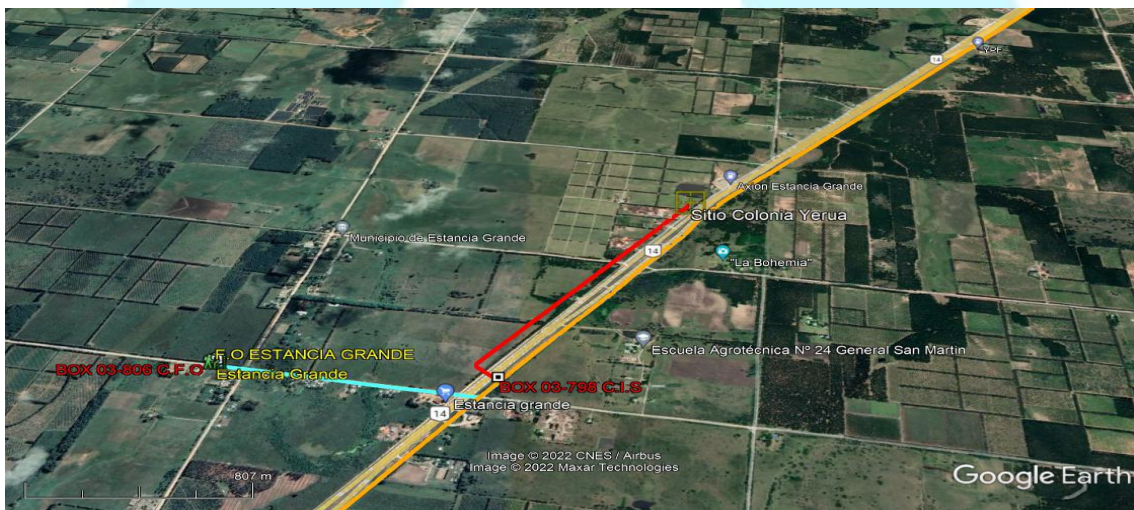 YPF
14
Axion Estancia Grande
Sitio Colonia Yerua
Municipio de Estancia Grande
14
"La Bohemia"
Escuela Agrotécnica Nº 24 General San Martin
F.O ESTANCIA GRANDE
BOX 03-806 C.F.O
Estancia Grande
BOX 03-798 C.I.S
Estancia grande
14
Image © 2022 CNES / Airbus
Image © 2022 Maxar Technologies
807 m
Google Earth